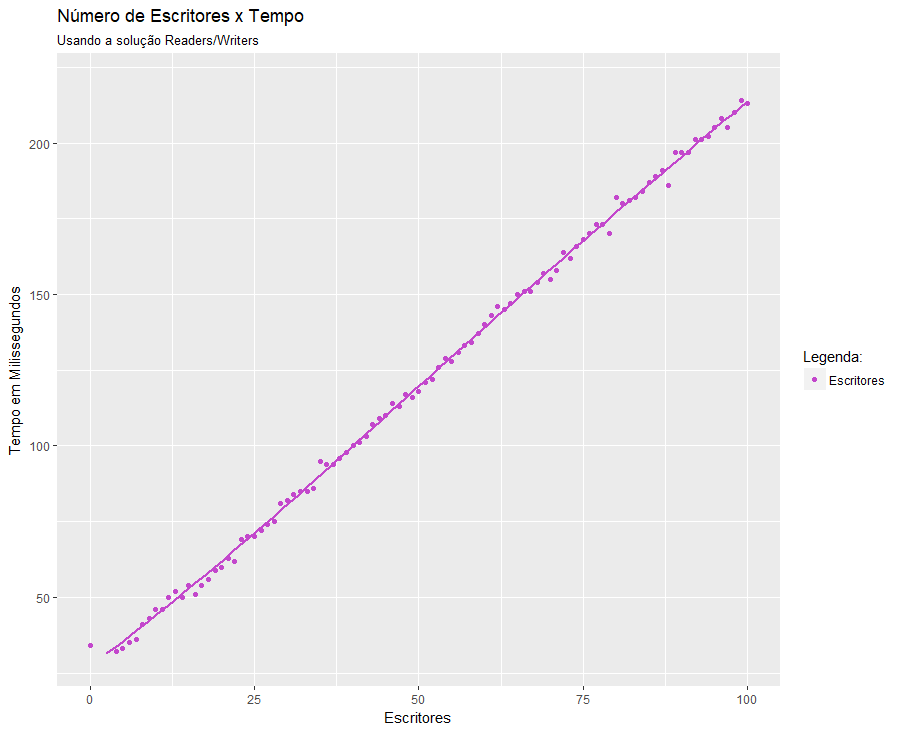 Número de Escritores x Tempo
Usando a solução Readers/Writers
Tempo em Milissegundos
200
150
100
50
0 25 50 75 100
Escritores
Legenda:
Escritores